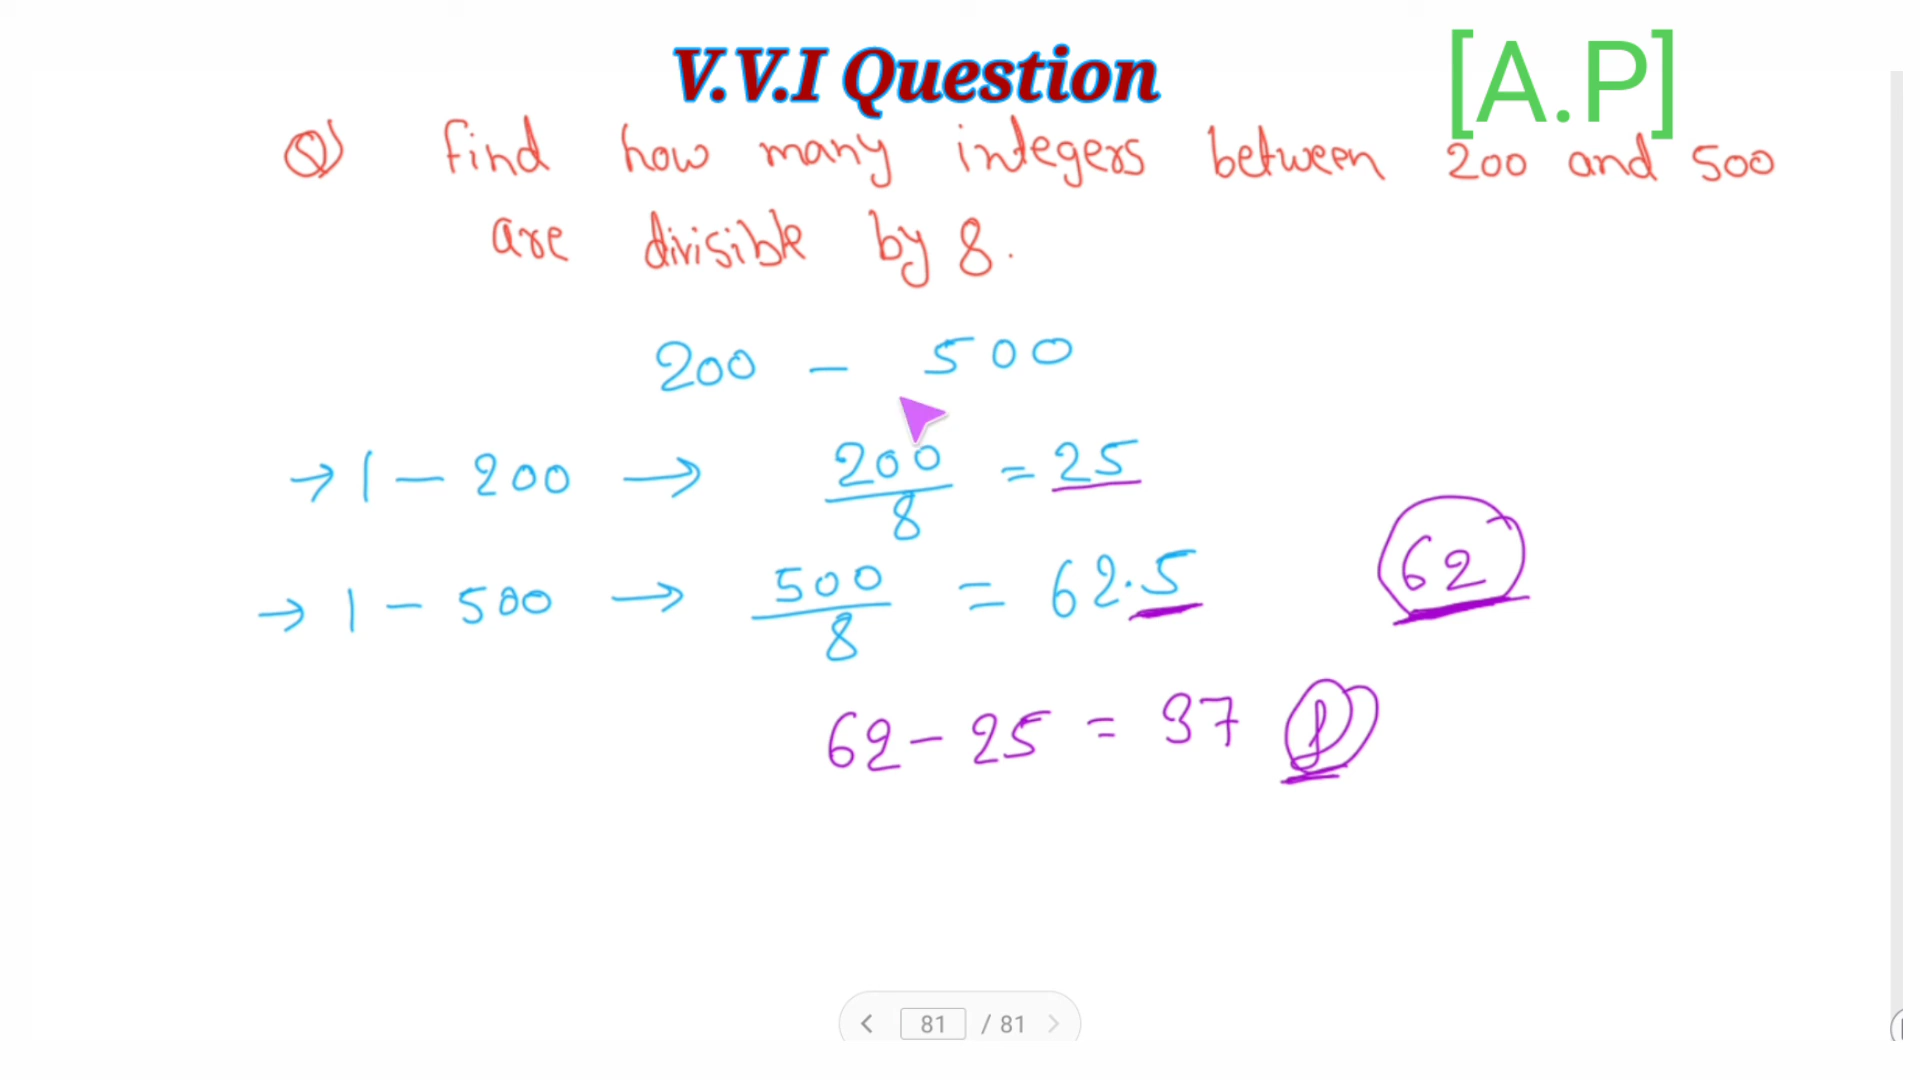 V.V.I Question
[A.P]
Q) find how many integers between 200 and 500
are divisible by 8.
200 - 500
→ 1 - 200 → 200/8 = 25
→ 1 - 500 → 500/8 = 62.5
62
62 - 25 = 37
81 / 81